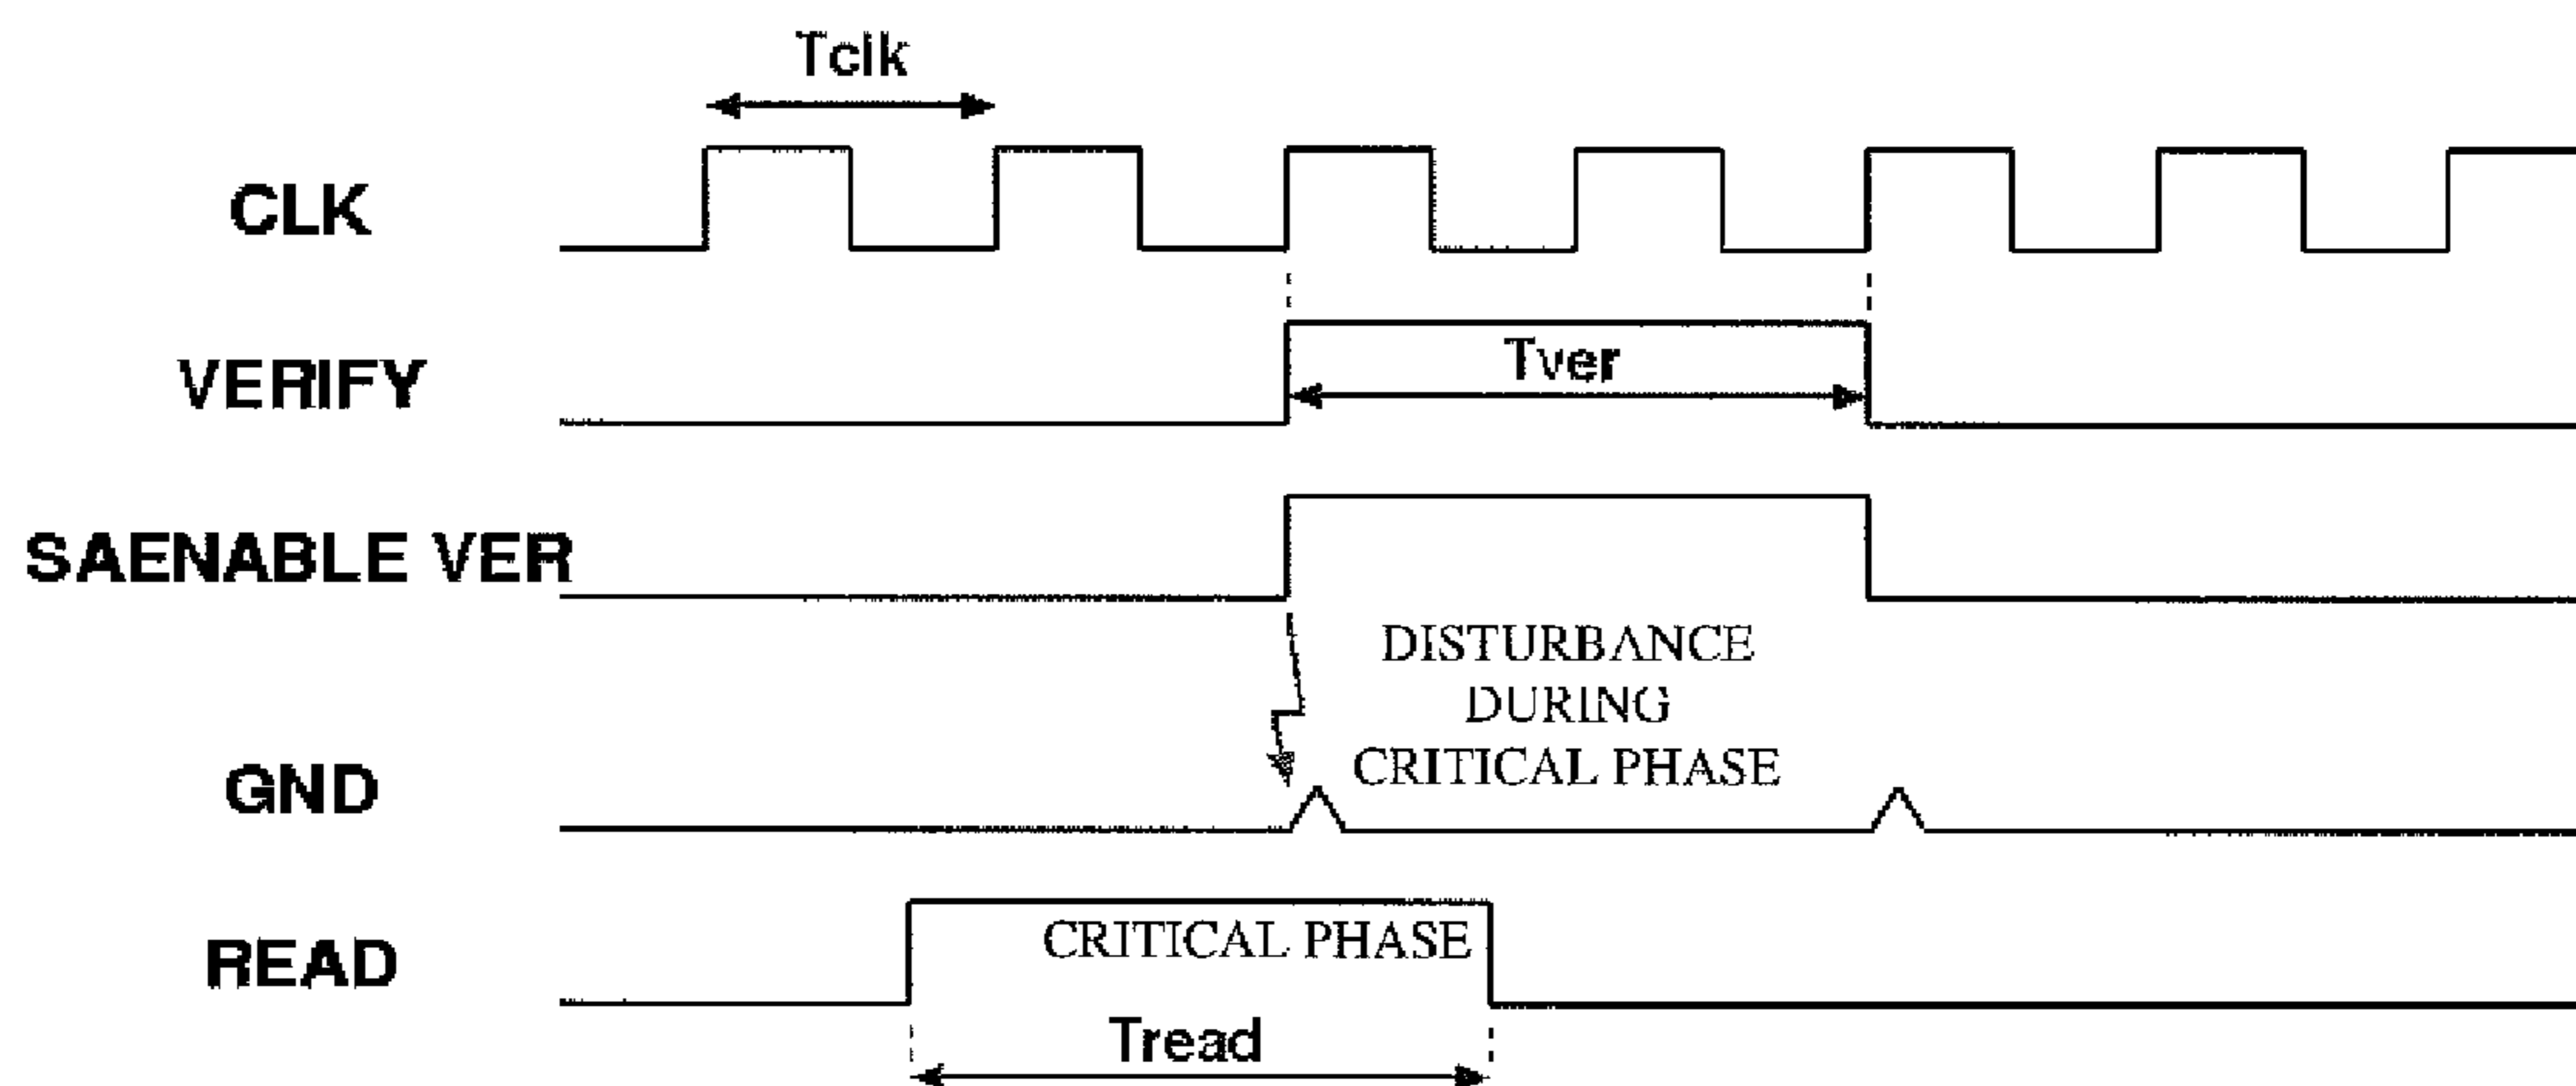 Tclk
CLK
VERIFY
Tver
SAENABLE VER
DISTURBANCE
DURING
CRITICAL PHASE
GND
READ
CRITICAL PHASE
Tread